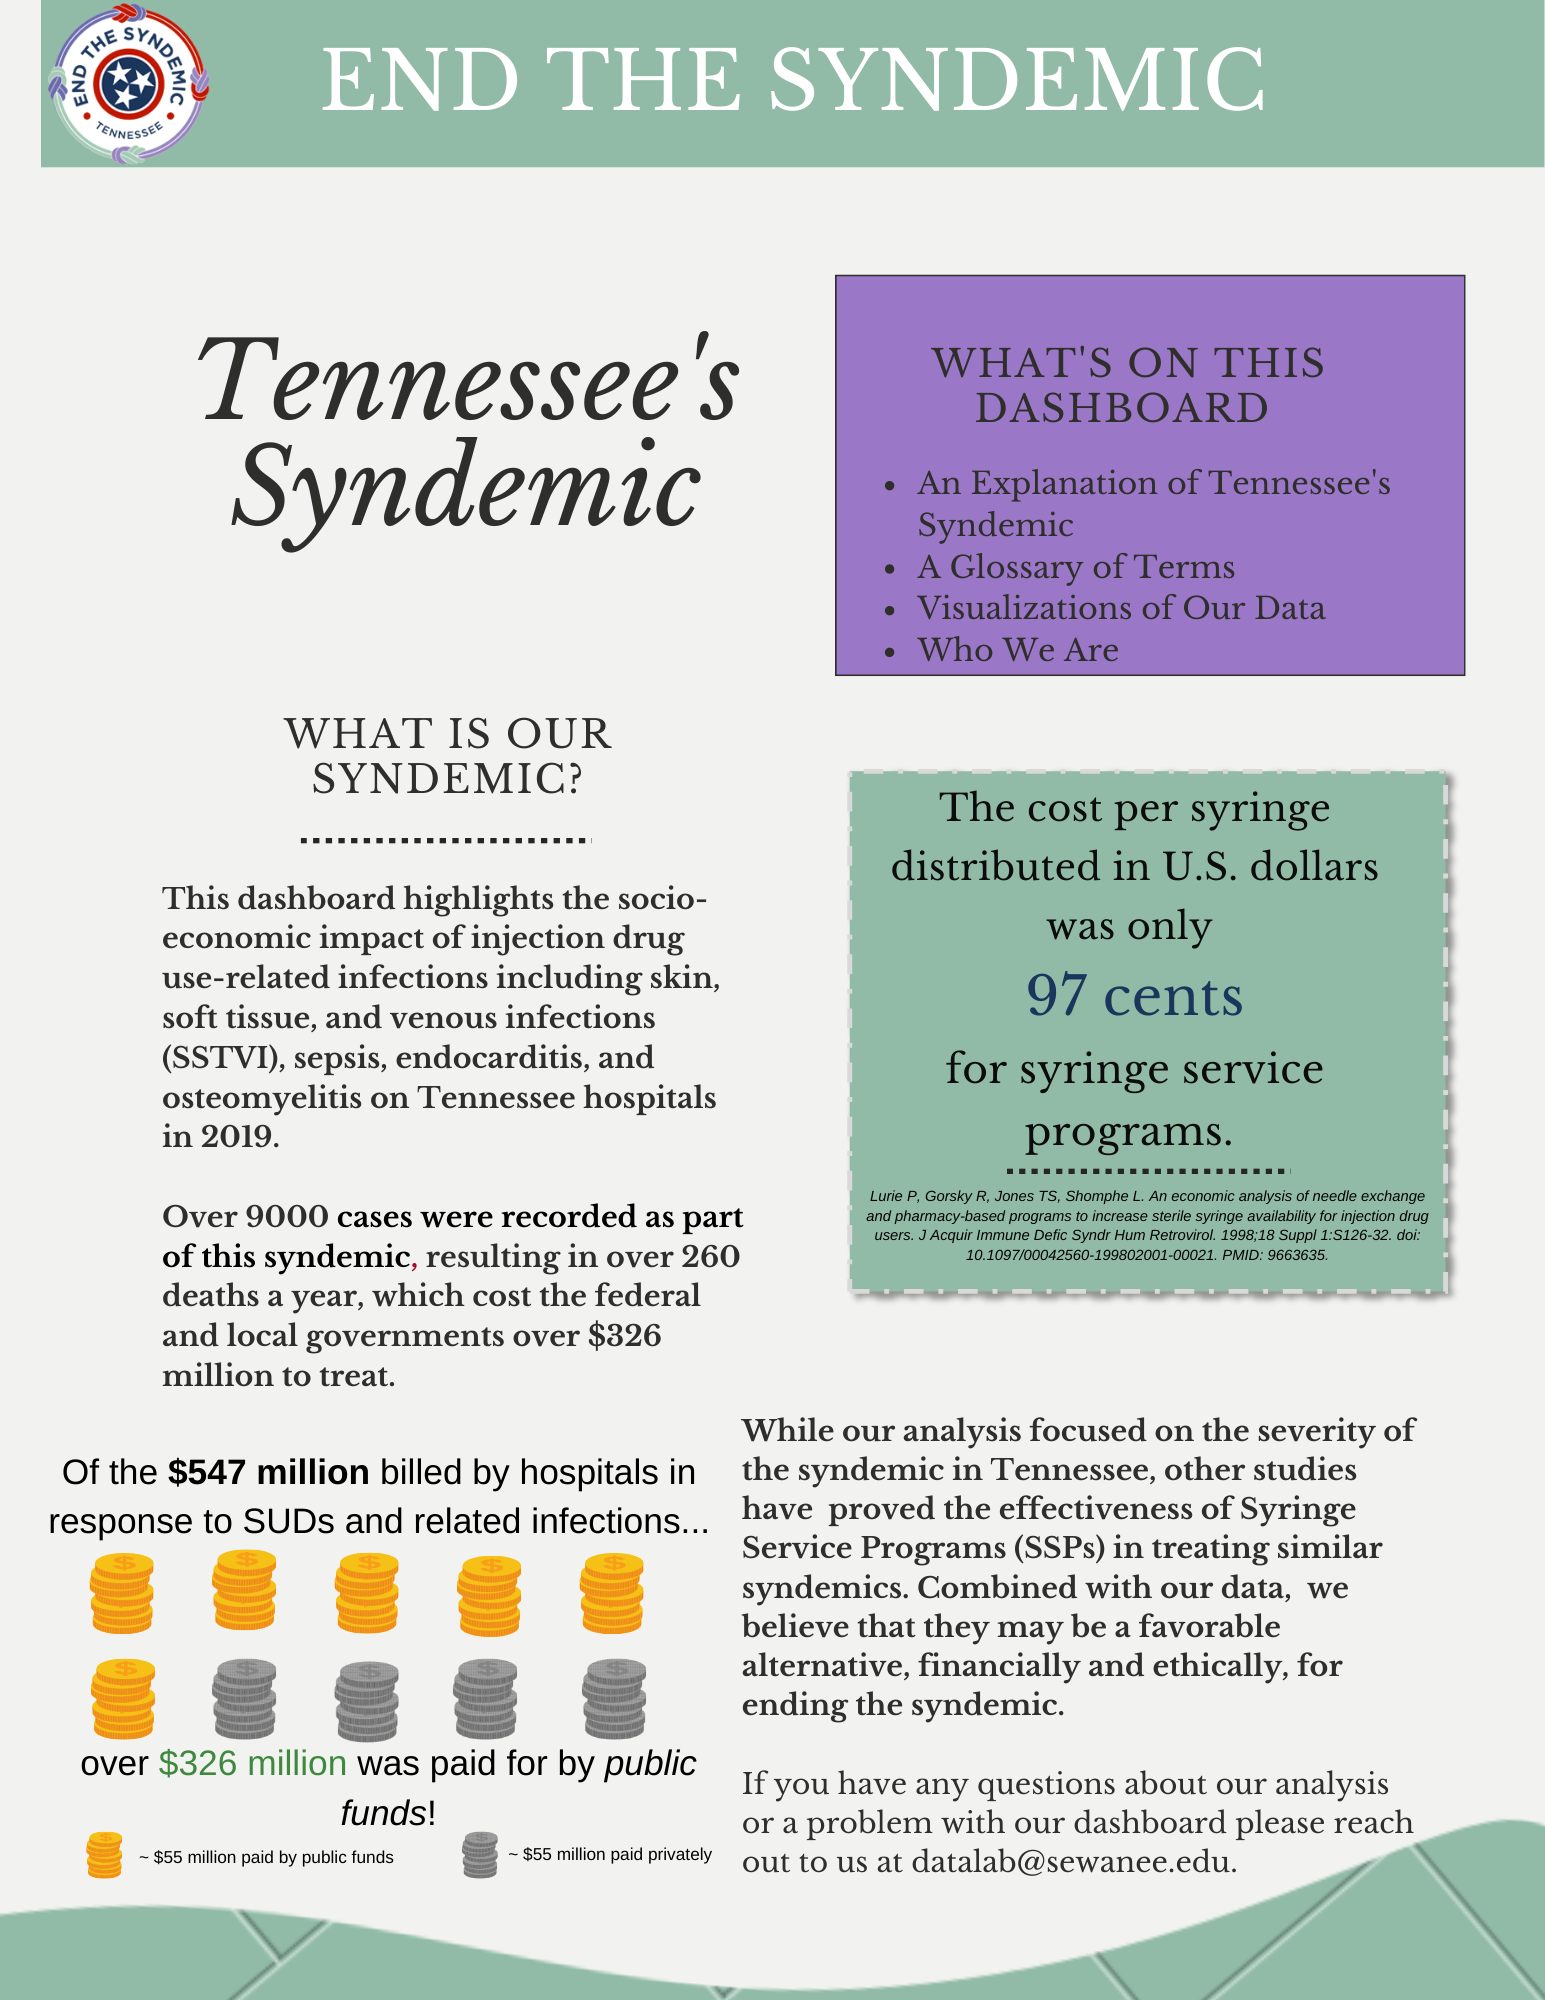 END THE SYNDEMIC
TENNESSEE
END THE SYNDEMIC
Tennessee's
Syndemic
WHAT'S ON THIS
DASHBOARD
• An Explanation of Tennessee's
Syndemic
• A Glossary of Terms
• Visualizations of Our Data
• Who We Are
WHAT IS OUR
SYNDEMIC?
This dashboard highlights the socio-
economic impact of injection drug
use-related infections including skin,
soft tissue, and venous infections
(SSTVI), sepsis, endocarditis, and
osteomyelitis on Tennessee hospitals
in 2019.
Over 9000 cases were recorded as part
of this syndemic, resulting in over 260
deaths a year, which cost the federal
and local governments over $326
million to treat.
The cost per syringe
distributed in U.S. dollars
was only
97 cents
for syringe service
programs.
Lurie P, Gorsky R, Jones TS, Shomphe L. An economic analysis of needle exchange
and pharmacy-based programs to increase sterile syringe availability for injection drug
users. J Acquir Immune Defic Syndr Hum Retrovirol. 1998;18 Suppl 1:S126-32. doi:
10.1097/00042560-199802001-00021. PMID: 9663635.
Of the $547 million billed by hospitals in
response to SUDs and related infections...
over $326 million was paid for by public
funds!
~ $55 million paid by public funds
~ $55 million paid privately
While our analysis focused on the severity of
the syndemic in Tennessee, other studies
have  proved the effectiveness of Syringe
Service Programs (SSPs) in treating similar
syndemics. Combined with our data,  we
believe that they may be a favorable
alternative, financially and ethically, for
ending the syndemic.
If you have any questions about our analysis
or a problem with our dashboard please reach
out to us at datalab@sewanee.edu.